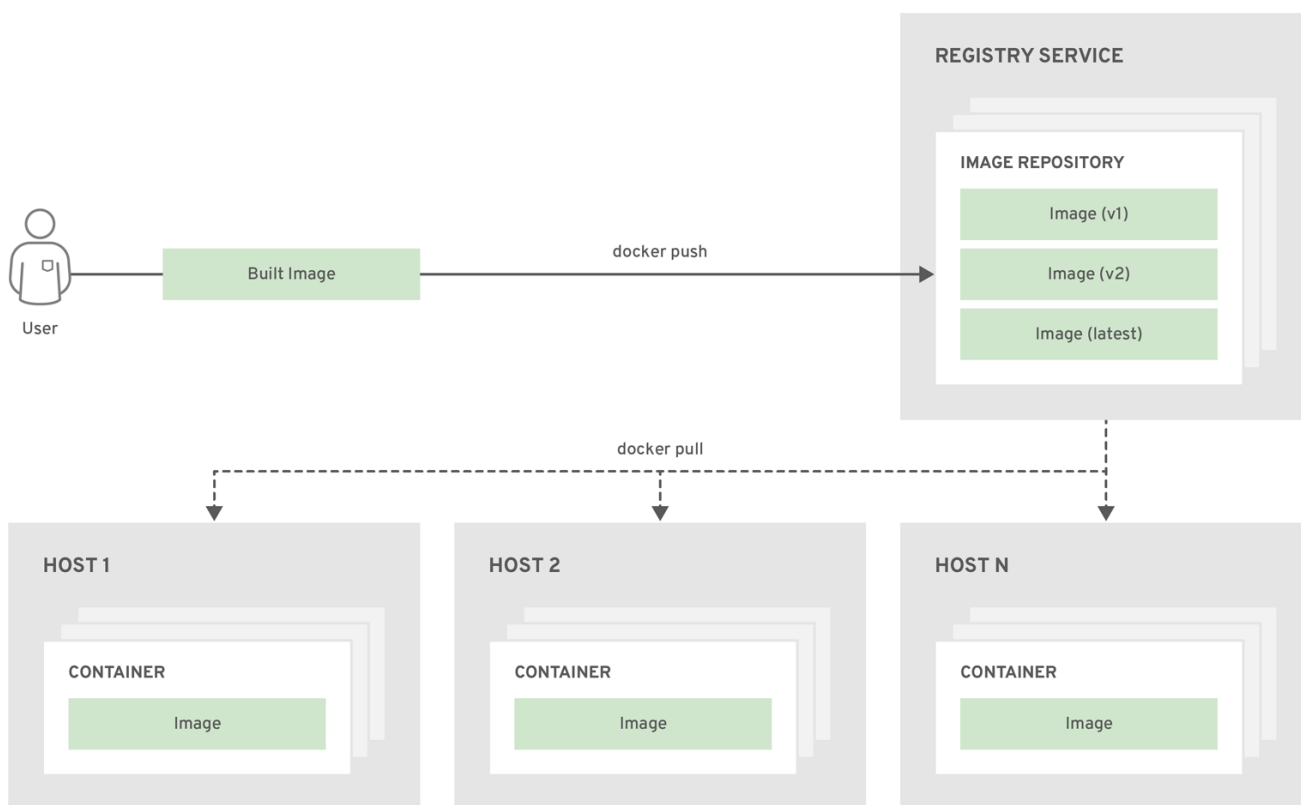 REGISTRY SERVICE
IMAGE REPOSITORY
Image (v1)
Image (v2)
Image (latest)
User
Built Image
docker push
docker pull
HOST 1
CONTAINER
Image
HOST 2
CONTAINER
Image
HOST N
CONTAINER
Image